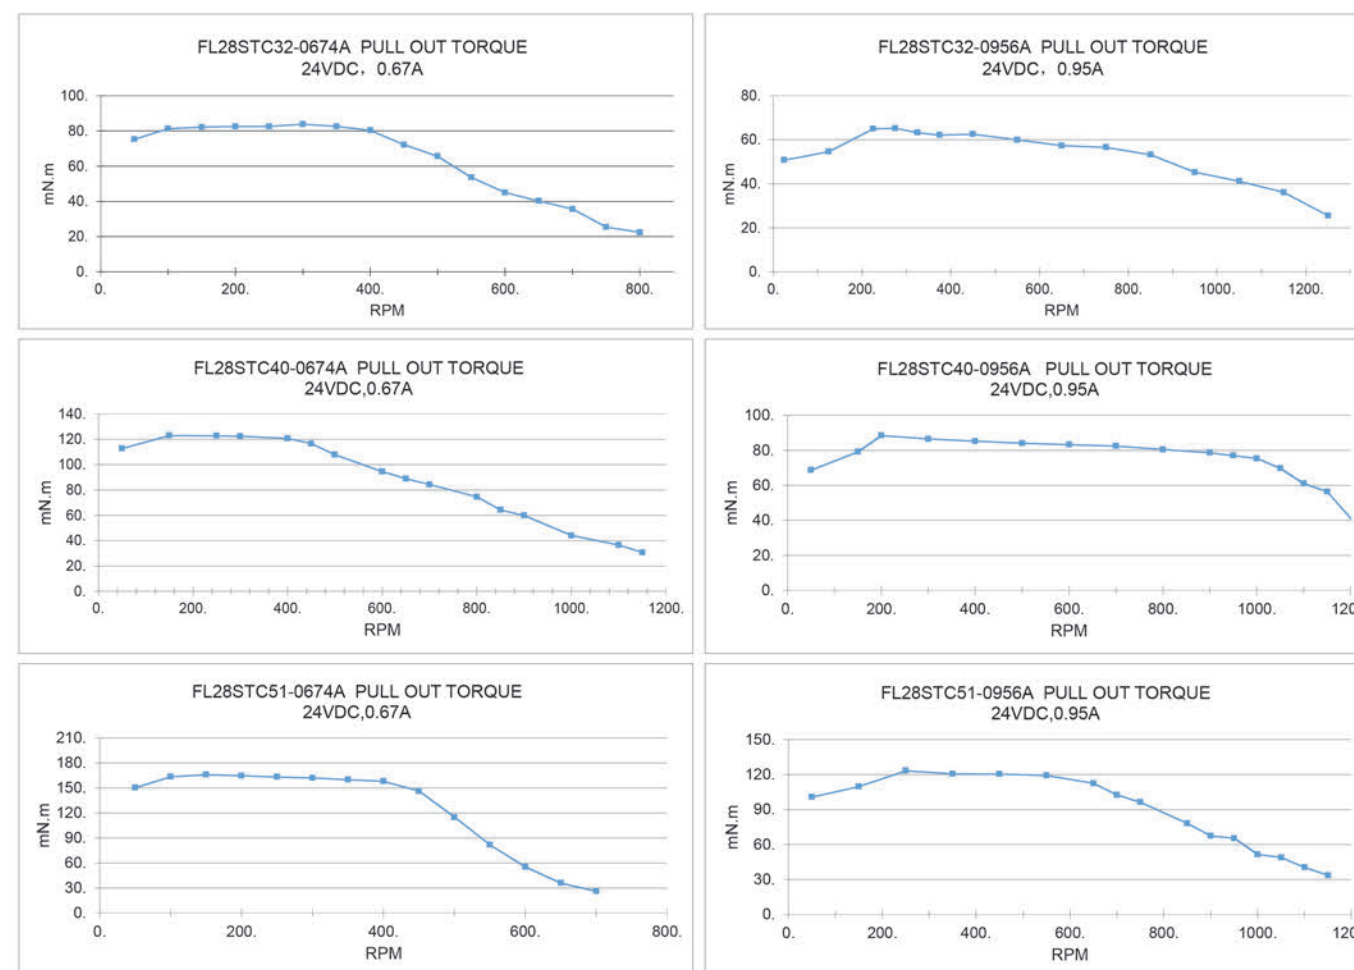 FL28STC32-0674A PULL OUT TORQUE
24VDC，0.67A
100.
80.
60.
40.
20.
0.
mN.m
0. 200. 400. 600. 800.
RPM
FL28STC32-0956A PULL OUT TORQUE
24VDC，0.95A
80.
60.
40.
20.
0.
mN.m
0. 200. 400. 600. 800. 1000. 1200.
RPM
FL28STC40-0674A PULL OUT TORQUE
24VDC,0.67A
140.
120.
100.
80.
60.
40.
20.
0.
mN.m
0. 200. 400. 600. 800. 1000. 1200.
RPM
FL28STC40-0956A PULL OUT TORQUE
24VDC,0.95A
100.
80.
60.
40.
20.
0.
mN.m
0. 200. 400. 600. 800. 1000. 120
RPM
FL28STC51-0674A PULL OUT TORQUE
24VDC,0.67A
210.
180.
150.
120.
90.
60.
30.
0.
mN.m
0. 200. 400. 600. 800.
RPM
FL28STC51-0956A PULL OUT TORQUE
24VDC,0.95A
150.
120.
90.
60.
30.
0.
mN.m
0. 200. 400. 600. 800. 1000. 120
RPM